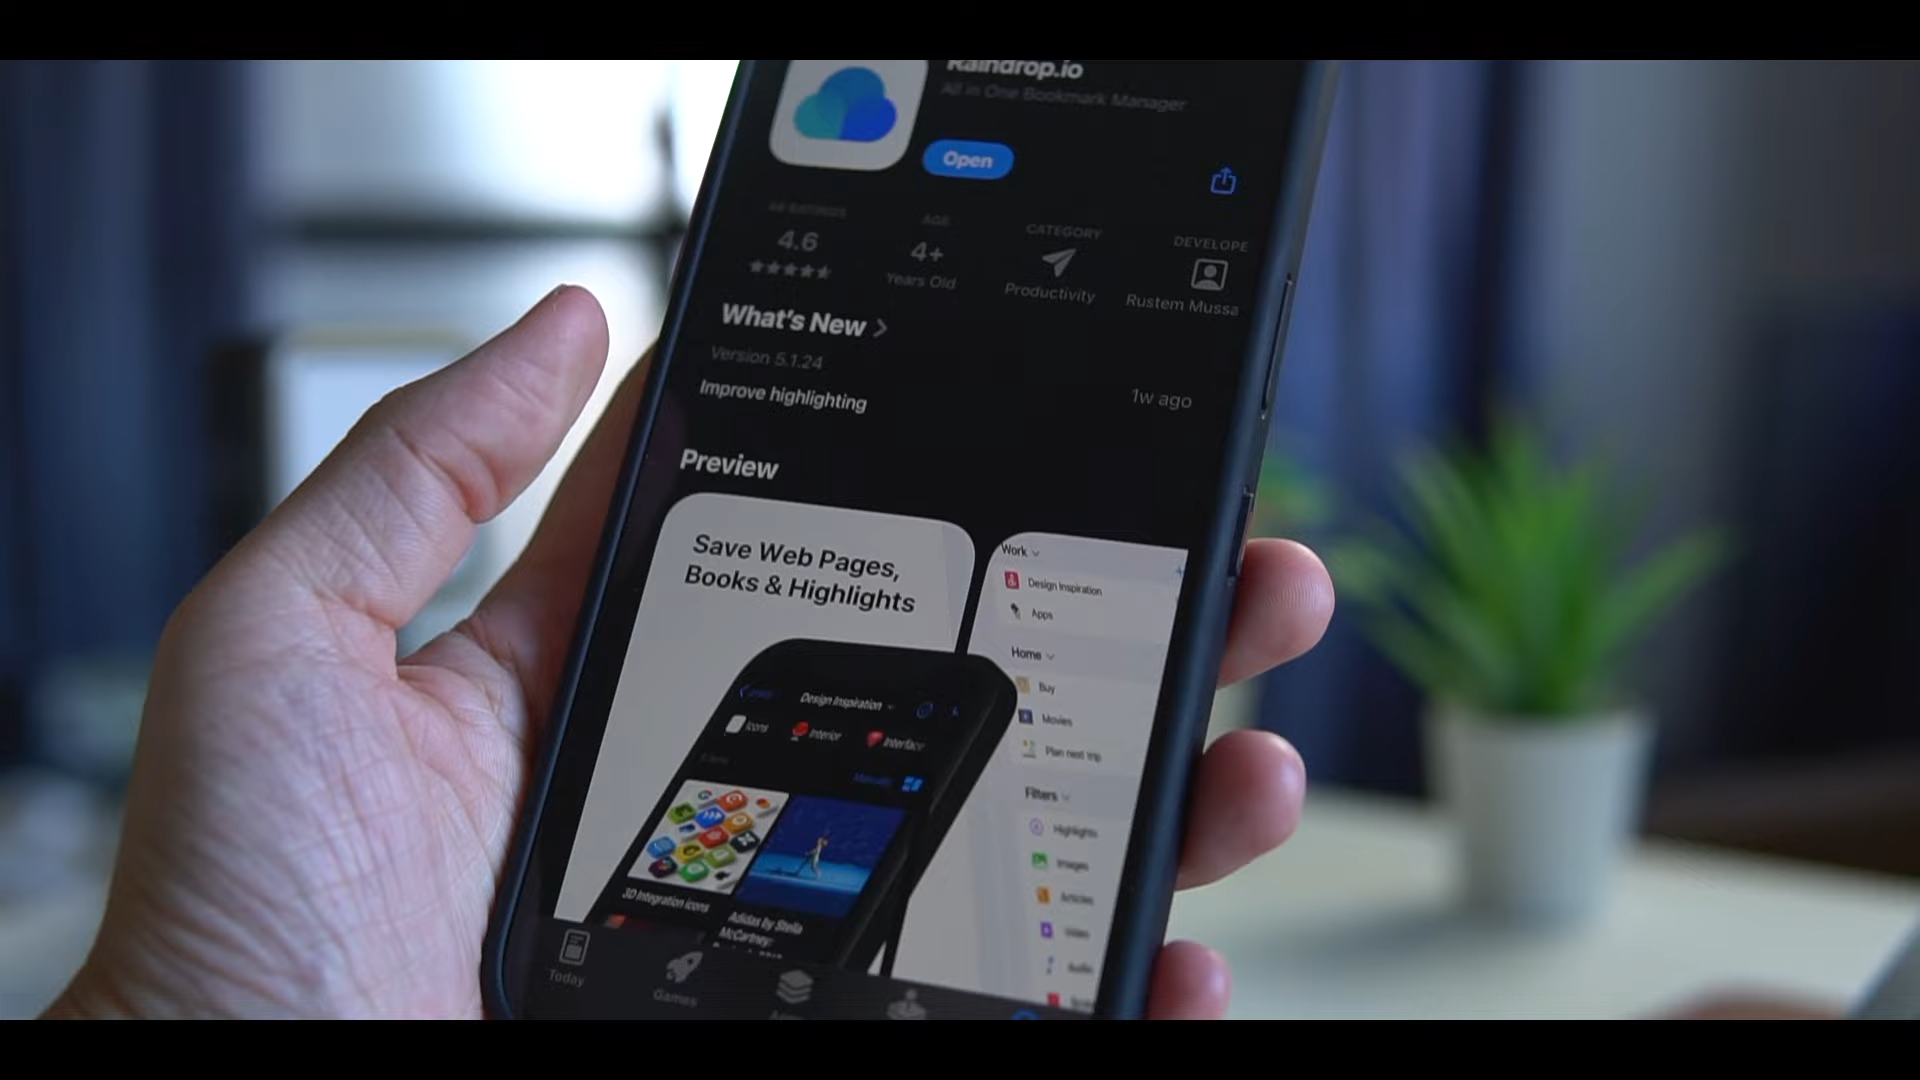 Raindrop.io
All in One Bookmark Manager
Open
RATINGS
AGE
CATEGORY
DEVELOPE
4.6
4+
Years Old
Productivity
Rustem Mussa
What's New
Version 5.1.24
Improve highlighting
1w ago
Preview
Save Web Pages,
Books & Highlights
Design Inspiration
Icons
Interior
Interface
3D Integration icons
Adidas by Stella
McCartney:
Work
Design Inspiration
Apps
Home
Buy
Movies
Plan next trip
Filters
Highlights
Images
Articles
Video
Audio
Today
Games